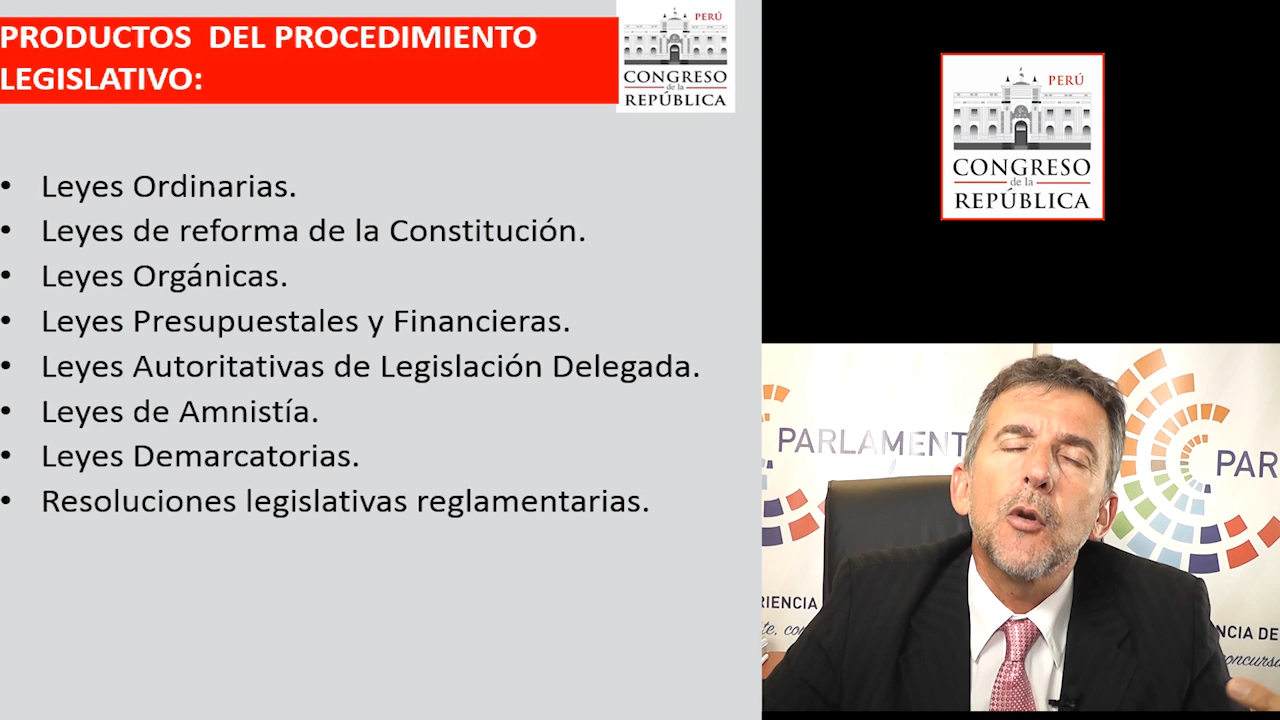 PRODUCTOS DEL PROCEDIMIENTO
LEGISLATIVO:
PERÚ
CONGRESO
de la
REPÚBLICA
• Leyes Ordinarias.
• Leyes de reforma de la Constitución.
• Leyes Orgánicas.
• Leyes Presupuestales y Financieras.
• Leyes Autoritativas de Legislación Delegada.
• Leyes de Amnistía.
• Leyes Demarcatorias.
• Resoluciones legislativas reglamentarias.
PERÚ
CONGRESO
de la
REPÚBLICA
PARLAMENT
PAR
RIENCIA
NCIA DE